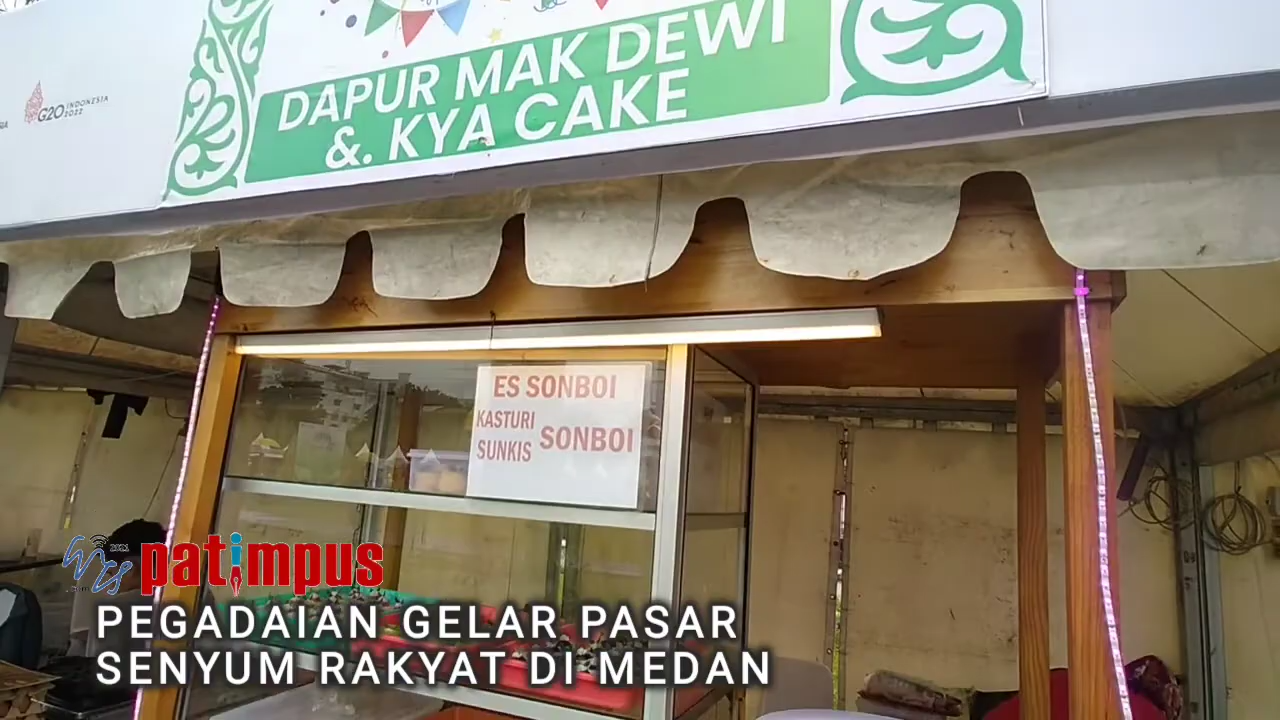 G20 INDONESIA
2022
DAPUR MAK DEWI
&. KYA CAKE
ES SONBOI
KASTURI
SUNKIS
SONBOI
patimpus
PEGADAIAN GELAR PASAR
SENYUM RAKYAT DI MEDAN